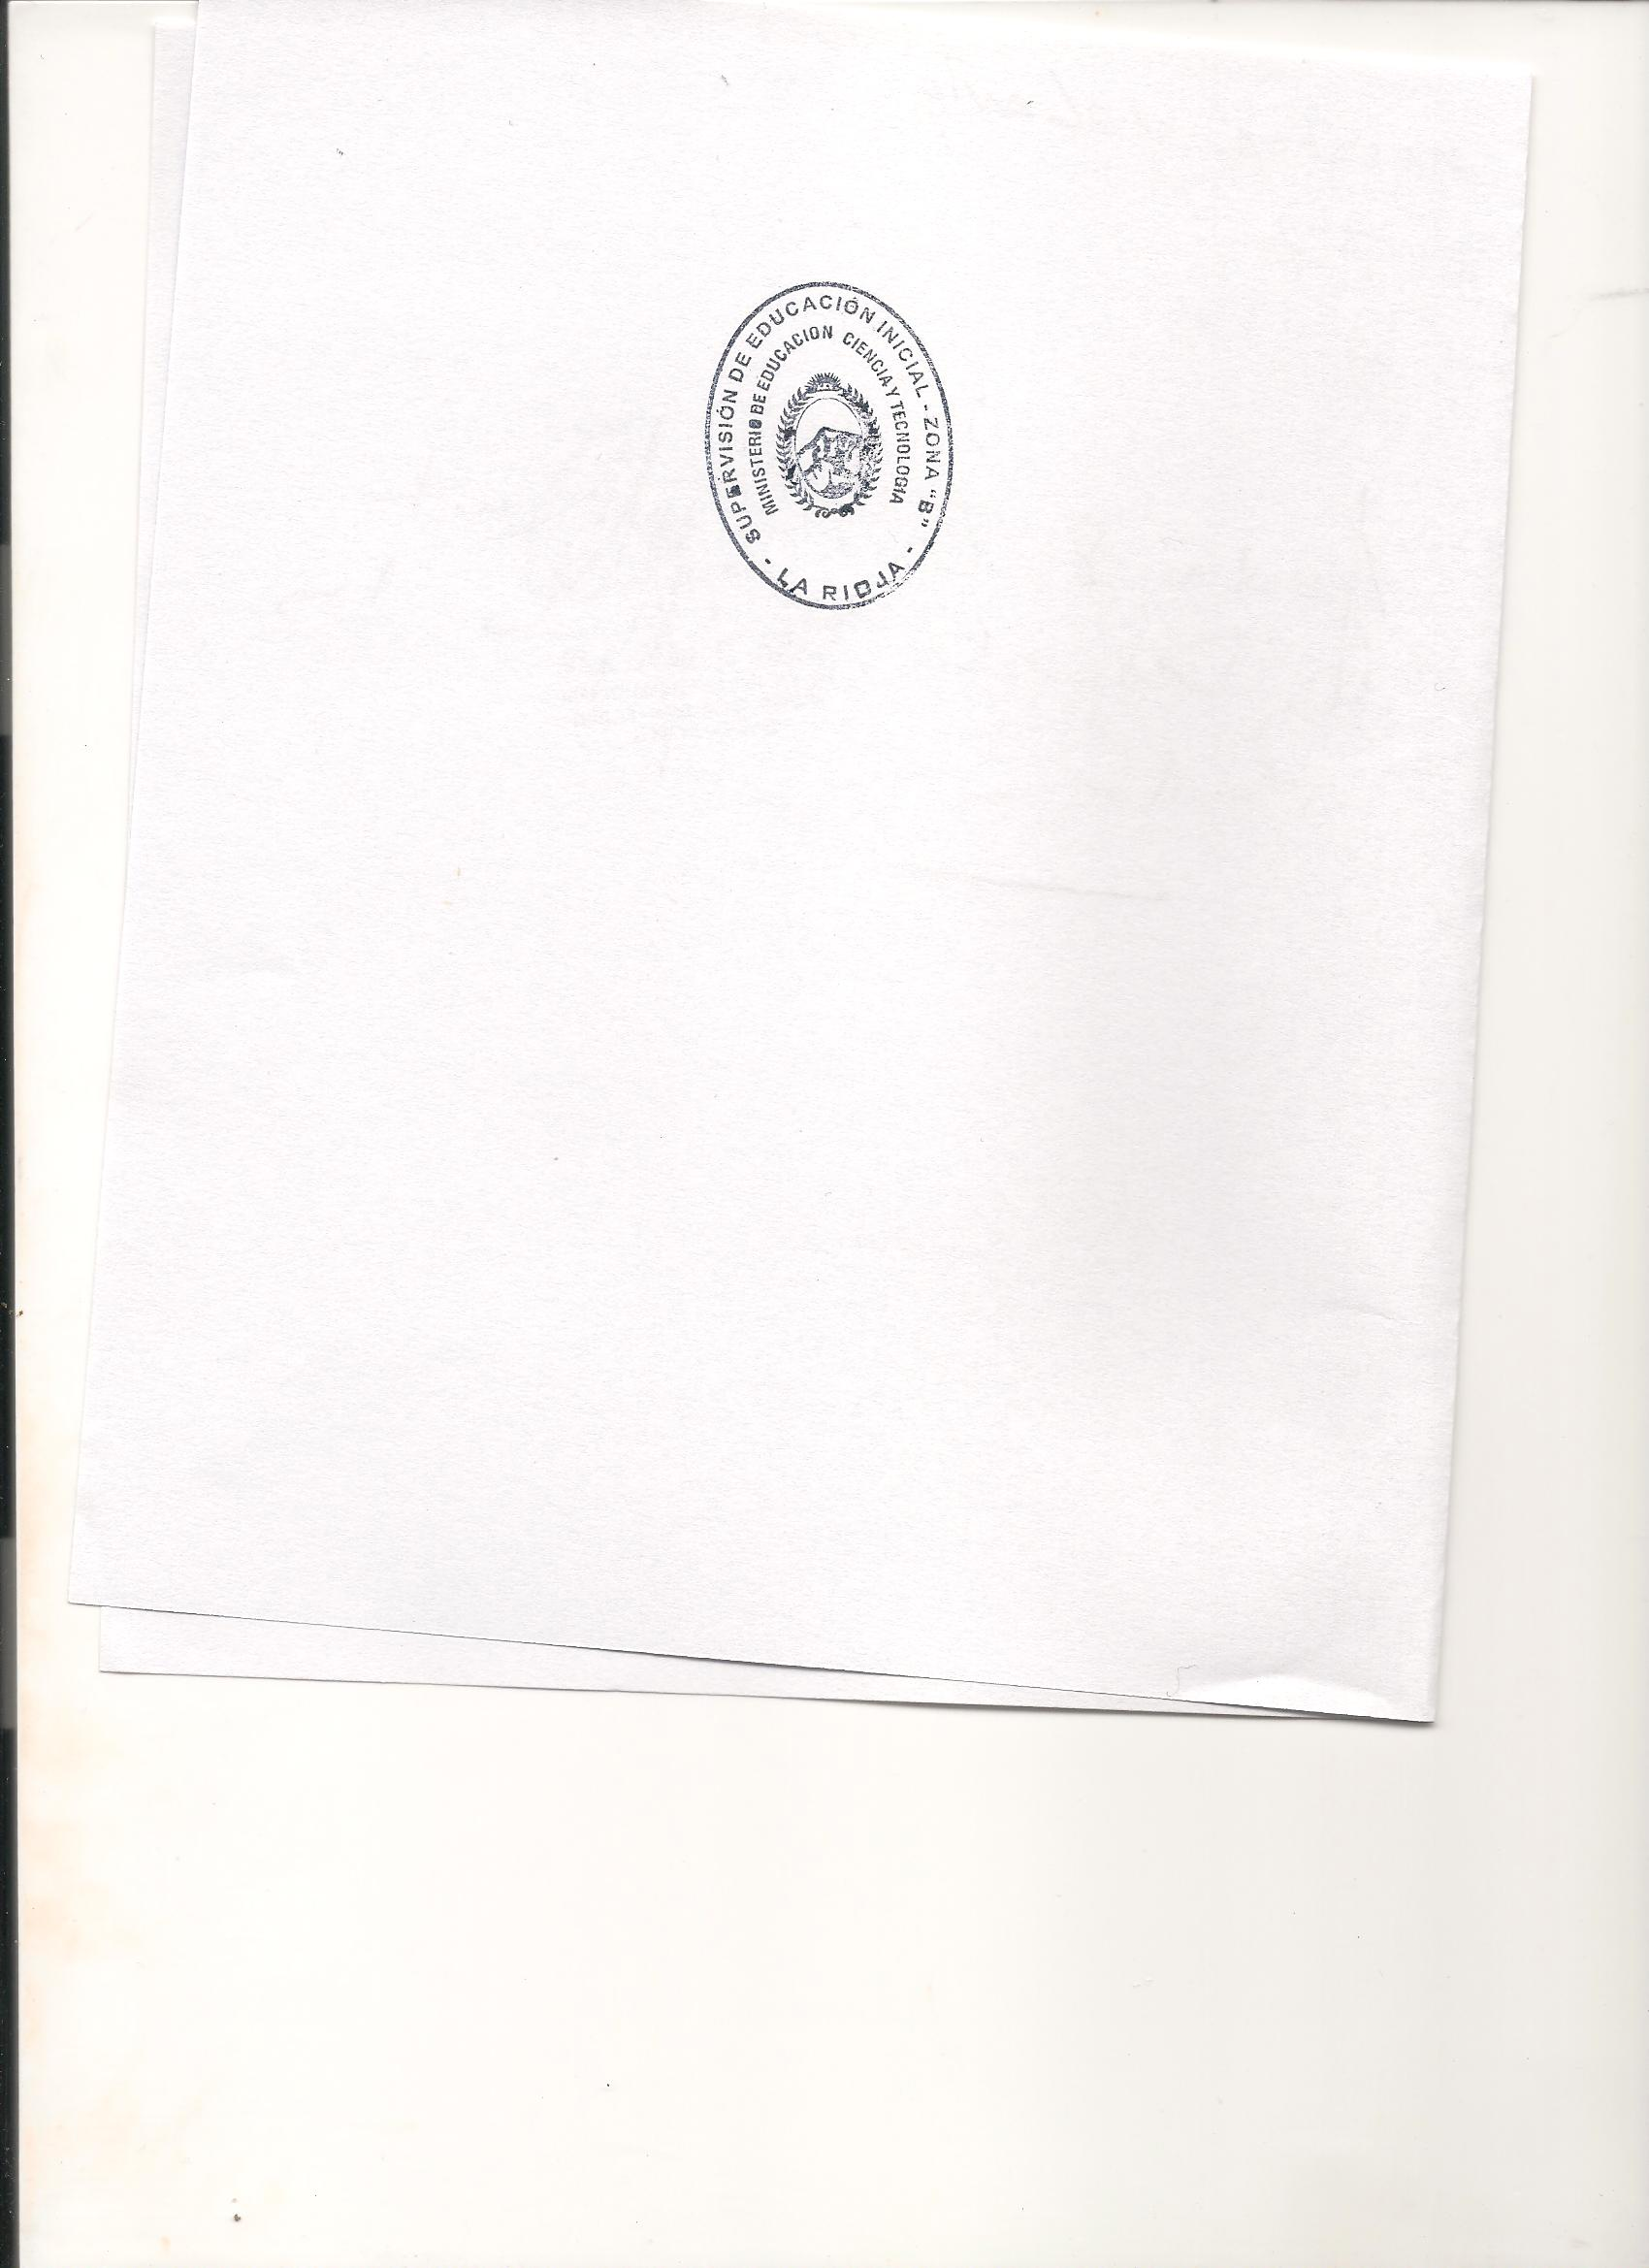 SUPERVISIÓN DE EDUCACIÓN INICIAL - ZONA "B"
MINISTERIO DE EDUCACION CIENCIA Y TECNOLOGIA
- LA RIOJA -